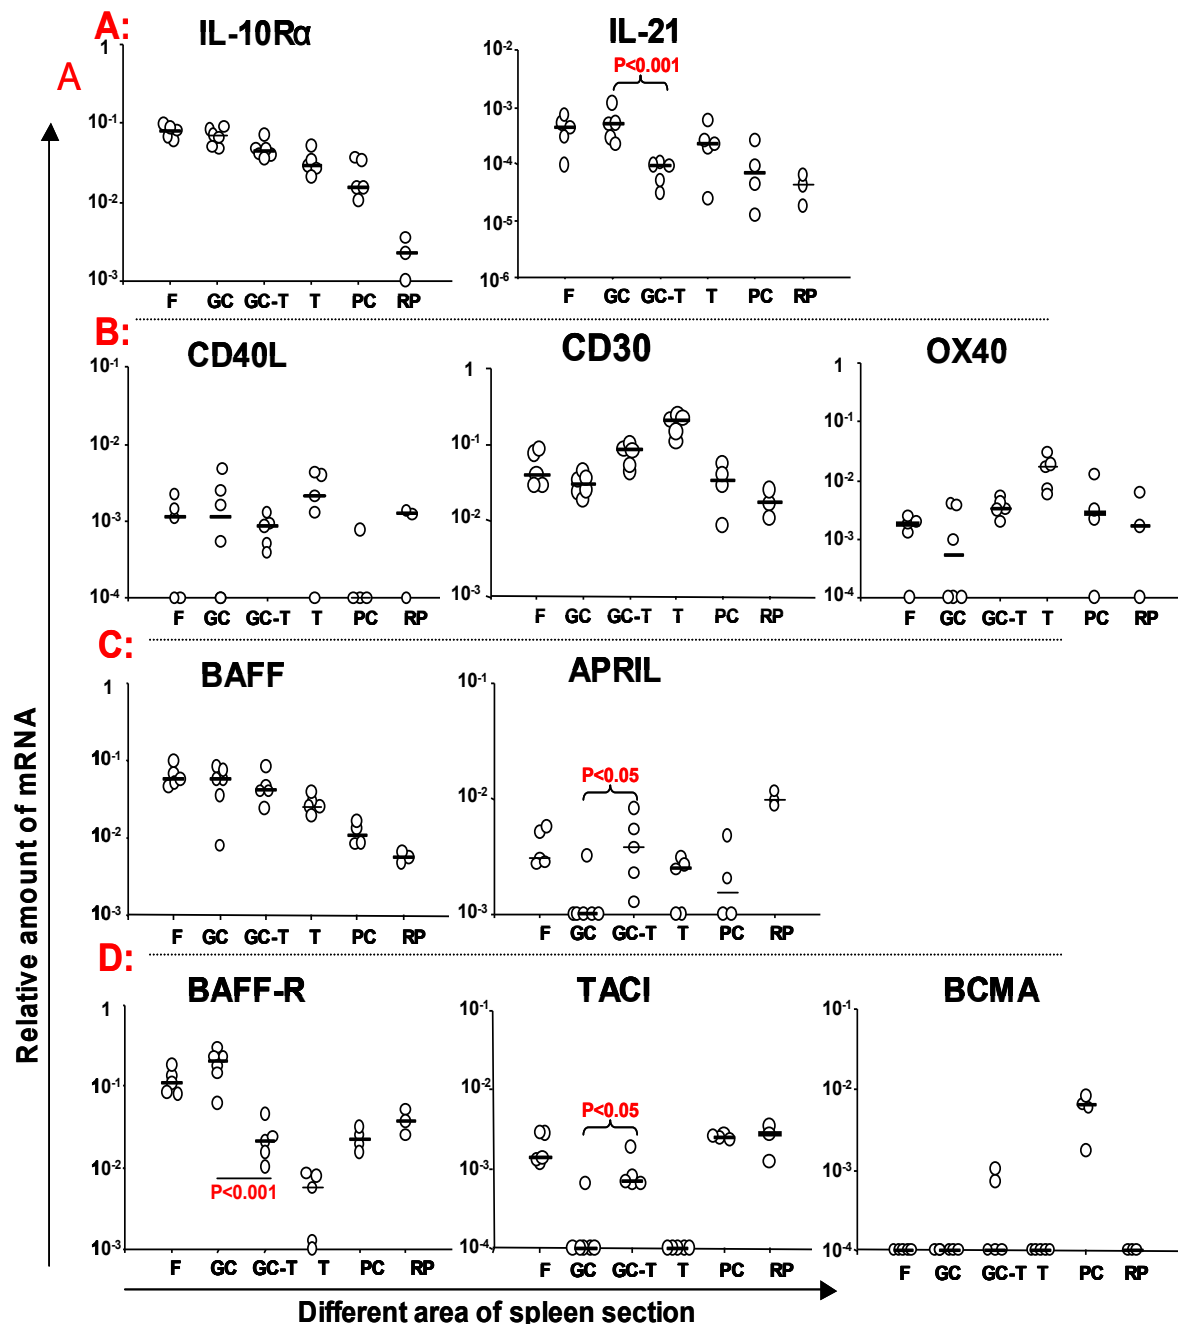 A:
IL-10Rα
IL-21
A
1
10-1
10-2
10-3
F GC GC-T T PC RP
10-2
10-3
10-4
10-5
10-6
P<0.001
F GC GC-T T PC RP
B:
CD40L
CD30
OX40
10-1
10-2
10-3
10-4
F GC GC-T T PC RP
1
10-1
10-2
10-3
F GC GC-T T PC RP
1
10-1
10-2
10-3
10-4
F GC GC-T T PC RP
C:
BAFF
APRIL
1
10-1
10-2
10-3
F GC GC-T T PC RP
10-1
10-2
10-3
P<0.05
F GC GC-T T PC RP
D:
BAFF-R
TACI
BCMA
1
10-1
10-2
10-3
P<0.001
F GC GC-T T PC RP
10-1
10-2
10-3
10-4
P<0.05
F GC GC-T T PC RP
10-1
10-2
10-3
10-4
F GC GC-T T PC RP
Relative amount of mRNA
Different area of spleen section